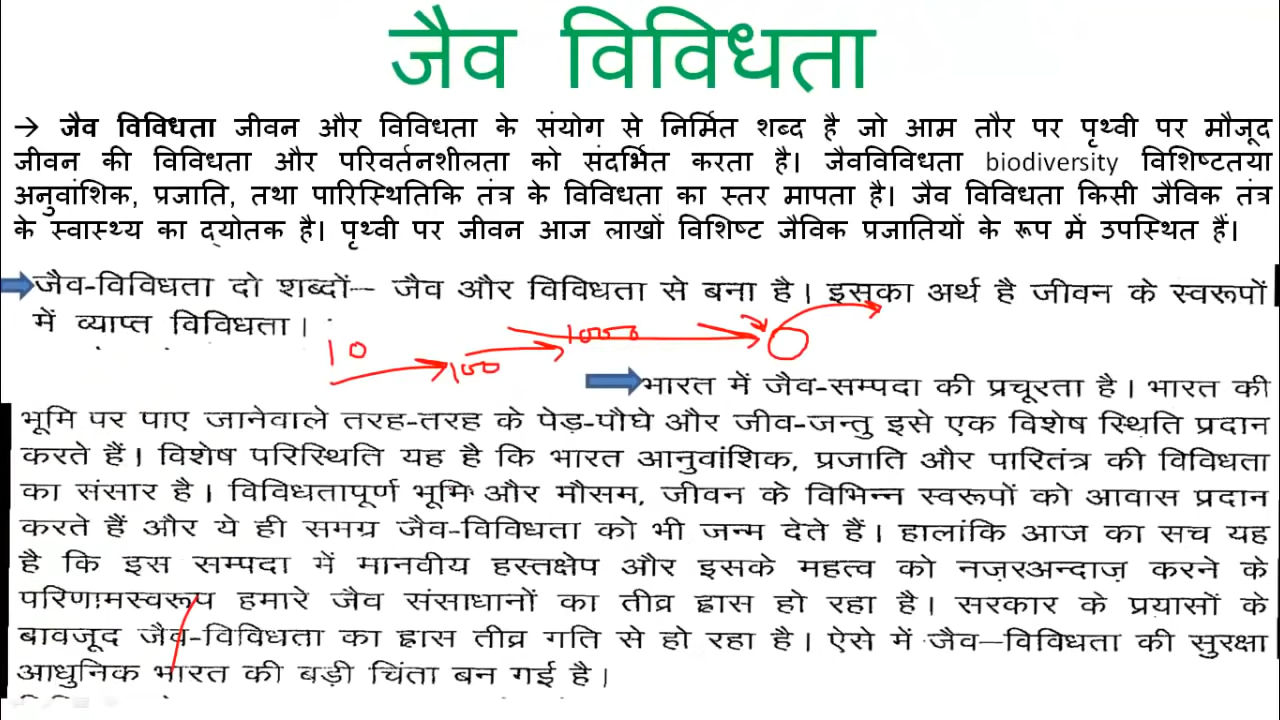 जैव विविधता
→ जैव विविधता जीवन और विविधता के संयोग से निर्मित शब्द है जो आम तौर पर पृथ्वी पर मौजूद
जीवन की विविधता और परिवर्तनशीलता को संदर्भित करता है। जैवविविधता biodiversity विशिष्टतया
अनुवांशिक, प्रजाति, तथा पारिस्थितिकि तंत्र के विविधता का स्तर मापता है। जैव विविधता किसी जैविक तंत्र
के स्वास्थ्य का द्योतक है। पृथ्वी पर जीवन आज लाखों विशिष्ट जैविक प्रजातियों के रूप में उपस्थित हैं।
जैव-विविधता दो शब्दों— जैव और विविधता से बना है। इसका अर्थ है जीवन के स्वरूपों
में व्याप्त विविधता।
10 100 1000
भारत में जैव-सम्पदा की प्रचूरता है। भारत की
भूमि पर पाए जानेवाले तरह-तरह के पेड़-पौघे और जीव-जन्तु इसे एक विशेष स्थिति प्रदान
करते हैं। विशेष परिस्थिति यह है कि भारत आनुवांशिक, प्रजाति और पारितंत्र की विविधता
का संसार है। विविधतापूर्ण भूमि और मौसम, जीवन के विभिन्न स्वरूपों को आवास प्रदान
करते हैं और ये ही समग्र जैव-विविधता को भी जन्म देते हैं। हालांकि आज का सच यह
है कि इस सम्पदा में मानवीय हस्तक्षेप और इसके महत्व को नज़रअन्दाज़ करने के
परिणामस्वरूप हमारे जैव संसाधानों का तीव्र ह्रास हो रहा है। सरकार के प्रयासों के
बावजूद जैव-विविधता का ह्रास तीव्र गति से हो रहा है। ऐसे में जैव—विविधता की सुरक्षा
आधुनिक भारत की बड़ी चिंता बन गई है।